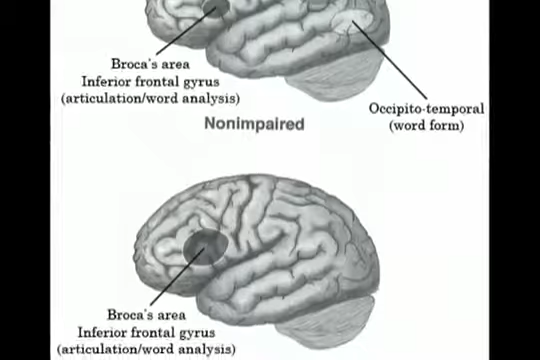 Broca's area
Inferior frontal gyrus
(articulation/word analysis)
Occipito-temporal
(word form)
Nonimpaired
Broca's area
Inferior frontal gyrus
(articulation/word analysis)